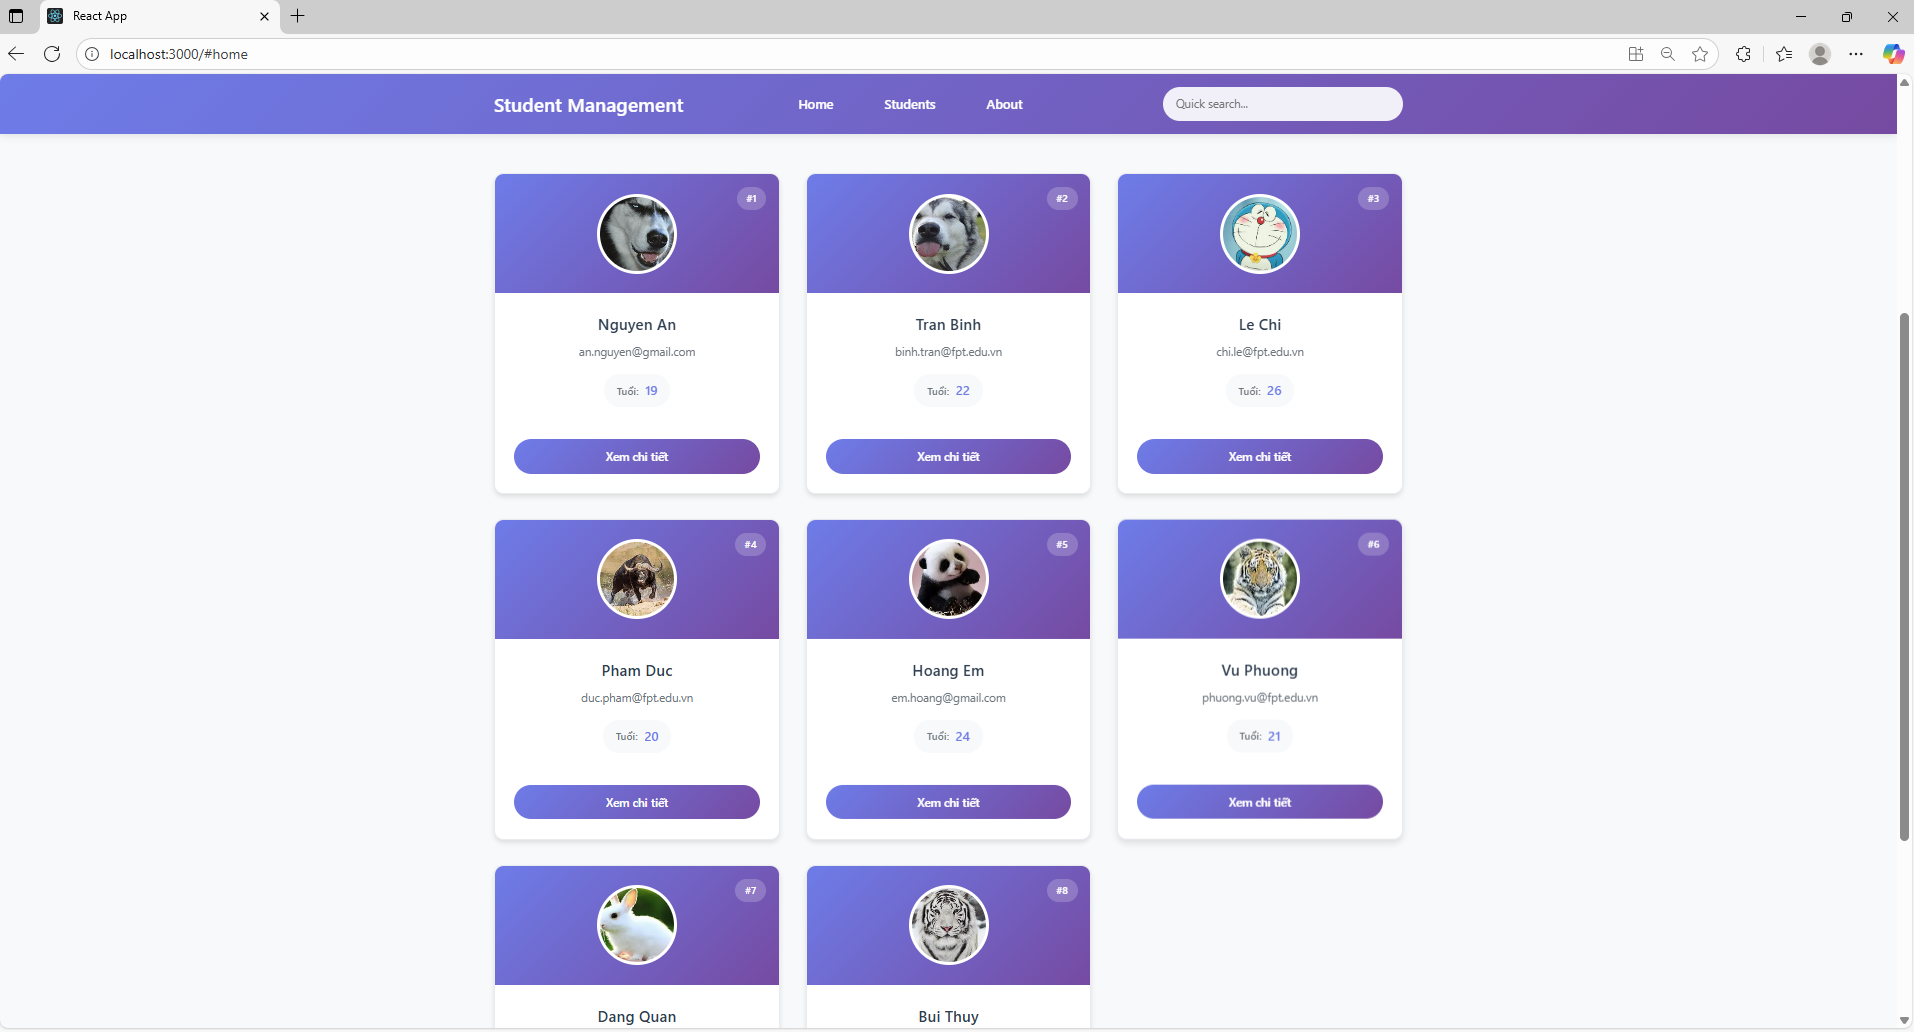 React App
localhost:3000/#home
Student Management
Home
Students
About
Quick search...
#1
#2
#3
Nguyen An
Tran Binh
Le Chi
an.nguyen@gmail.com
binh.tran@fpt.edu.vn
chi.le@fpt.edu.vn
Tuổi: 19
Tuổi: 22
Tuổi: 26
Xem chi tiết
Xem chi tiết
Xem chi tiết
#4
#5
#6
Pham Duc
Hoang Em
Vu Phuong
duc.pham@fpt.edu.vn
em.hoang@gmail.com
phuong.vu@fpt.edu.vn
Tuổi: 20
Tuổi: 24
Tuổi: 21
Xem chi tiết
Xem chi tiết
Xem chi tiết
#7
#8
Dang Quan
Bui Thuy